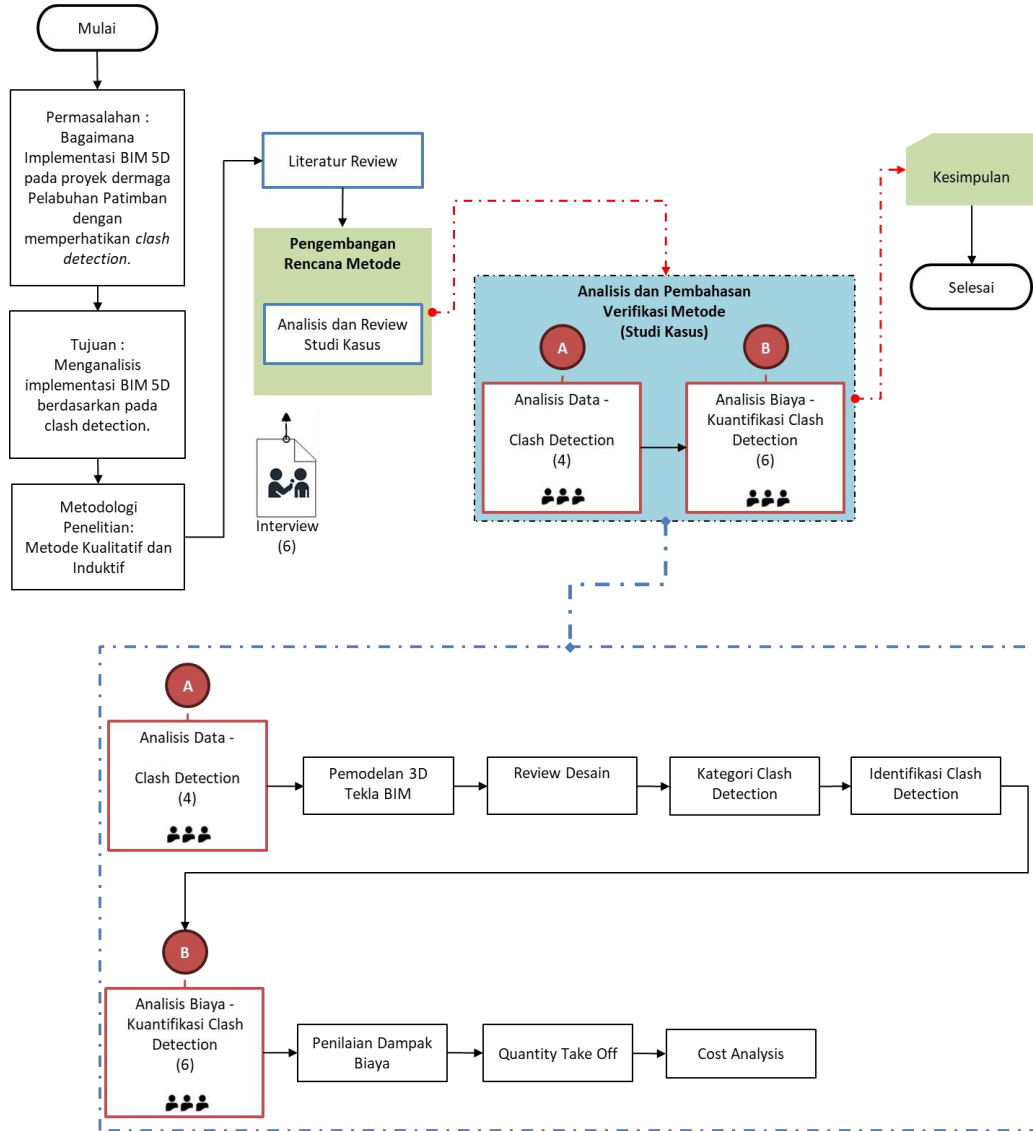 Mulai
Permasalahan :
Bagaimana
Implementasi BIM 5D
pada proyek dermaga
Pelabuhan Patimban
dengan
memperhatikan clash
detection.
Tujuan :
Menganalisis
implementasi BIM 5D
berdasarkan pada
clash detection.
Metodologi
Penelitian:
Metode Kualitatif dan
Induktif
Literatur Review
Pengembangan
Rencana Metode
Analisis dan Review
Studi Kasus
Interview
(6)
Analisis dan Pembahasan
Verifikasi Metode
(Studi Kasus)
A
Analisis Data -
Clash Detection
(4)
B
Analisis Biaya -
Kuantifikasi Clash
Detection
(6)
Kesimpulan
Selesai
A
Analisis Data -
Clash Detection
(4)
Pemodelan 3D
Tekla BIM
Review Desain
Kategori Clash
Detection
Identifikasi Clash
Detection
B
Analisis Biaya -
Kuantifikasi Clash
Detection
(6)
Penilaian Dampak
Biaya
Quantity Take Off
Cost Analysis